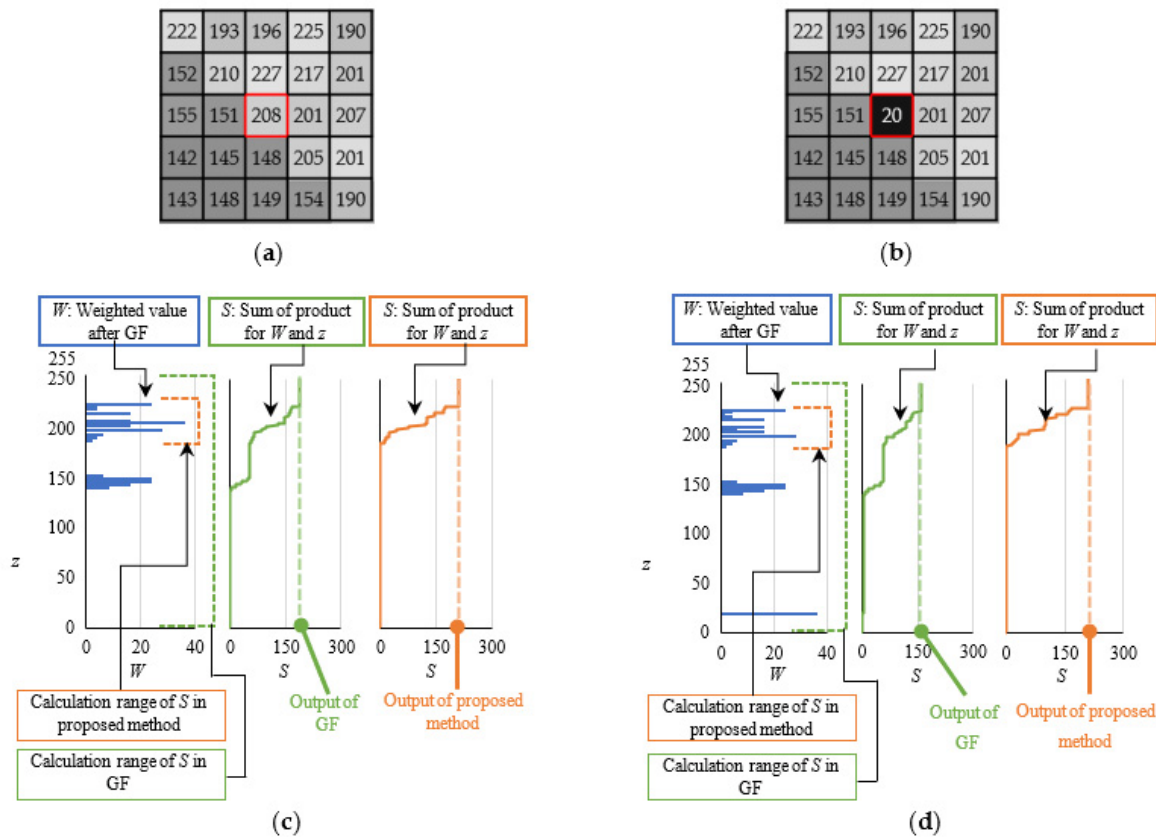 222 193 196 225 190
152 210 227 217 201
155 151 208 201 207
142 145 148 205 201
143 148 149 154 190
(a)
222 193 196 225 190
152 210 227 217 201
155 151 20 201 207
142 145 148 205 201
143 148 149 154 190
(b)
W: Weighted value
after GF
S: Sum of product
for W and z
S: Sum of product
for W and z
255
250
200
150
100
z
50
0
0 20 40
W
0 150 300
S
0 150 300
S
Calculation range of S in
proposed method
Calculation range of S in
GF
Output of
GF
Output of proposed
method
(c)
W: Weighted value
after GF
S: Sum of product
for W and z
S: Sum of product
for W and z
255
250
200
150
100
z
50
0
0 20 40
W
0 150 300
S
0 150 300
S
Calculation range of S in
proposed method
Calculation range of S in
GF
Output of
GF
Output of proposed
method
(d)